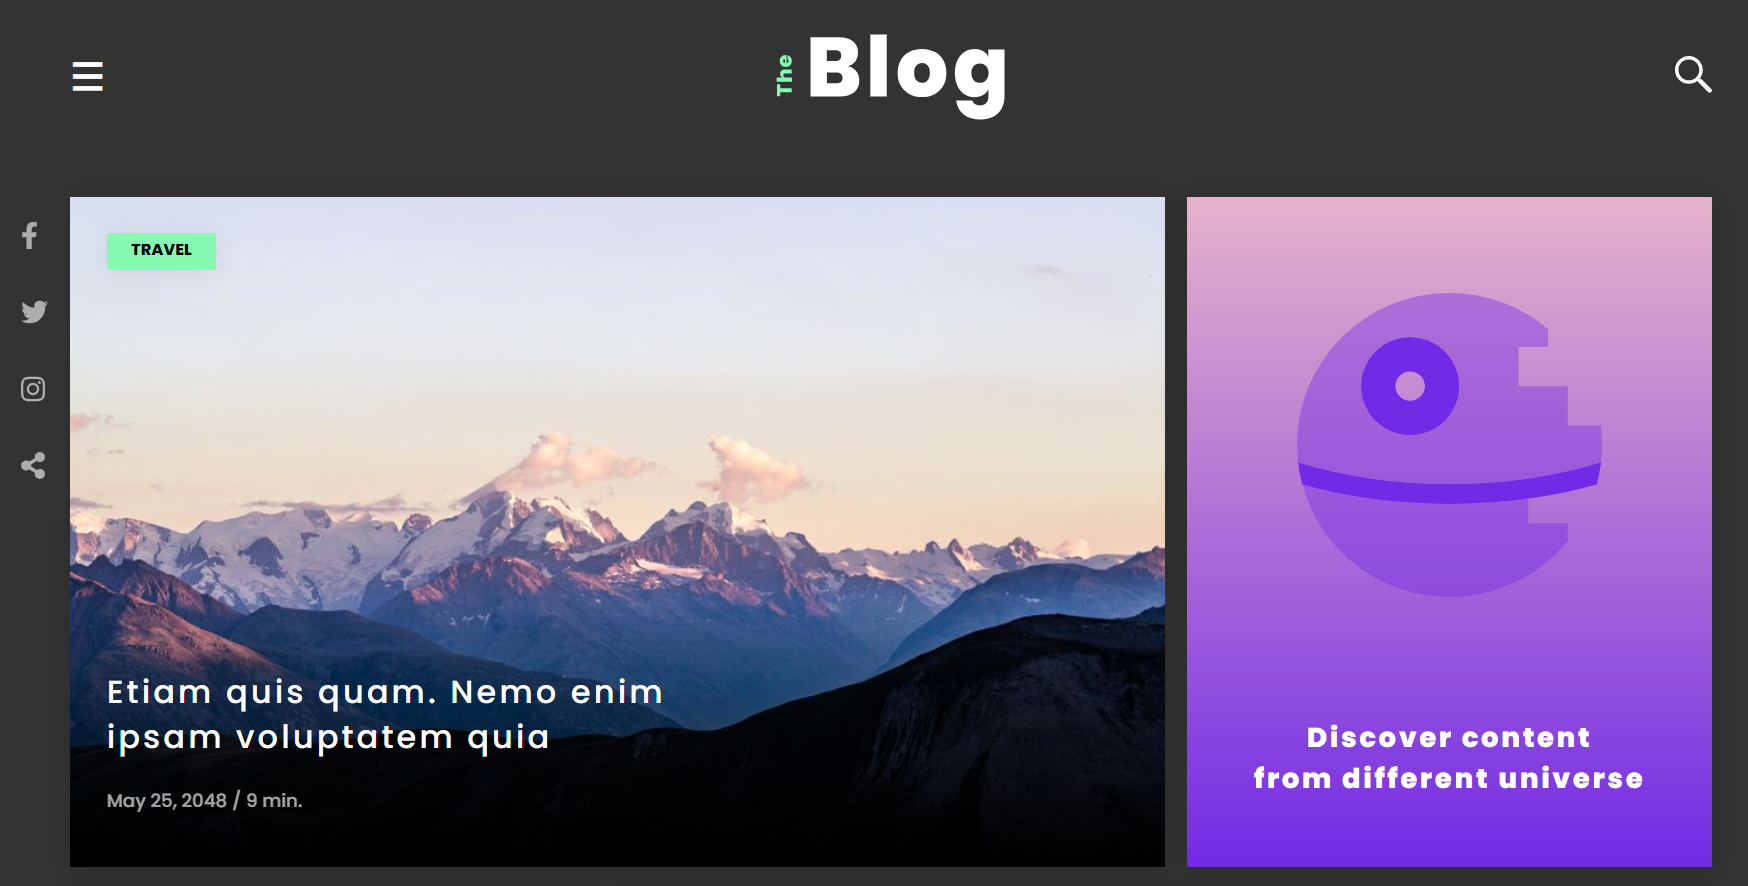 The Blog
TRAVEL
Etiam quis quam. Nemo enim
ipsam voluptatem quia
May 25, 2048 / 9 min.
Discover content
from different universe